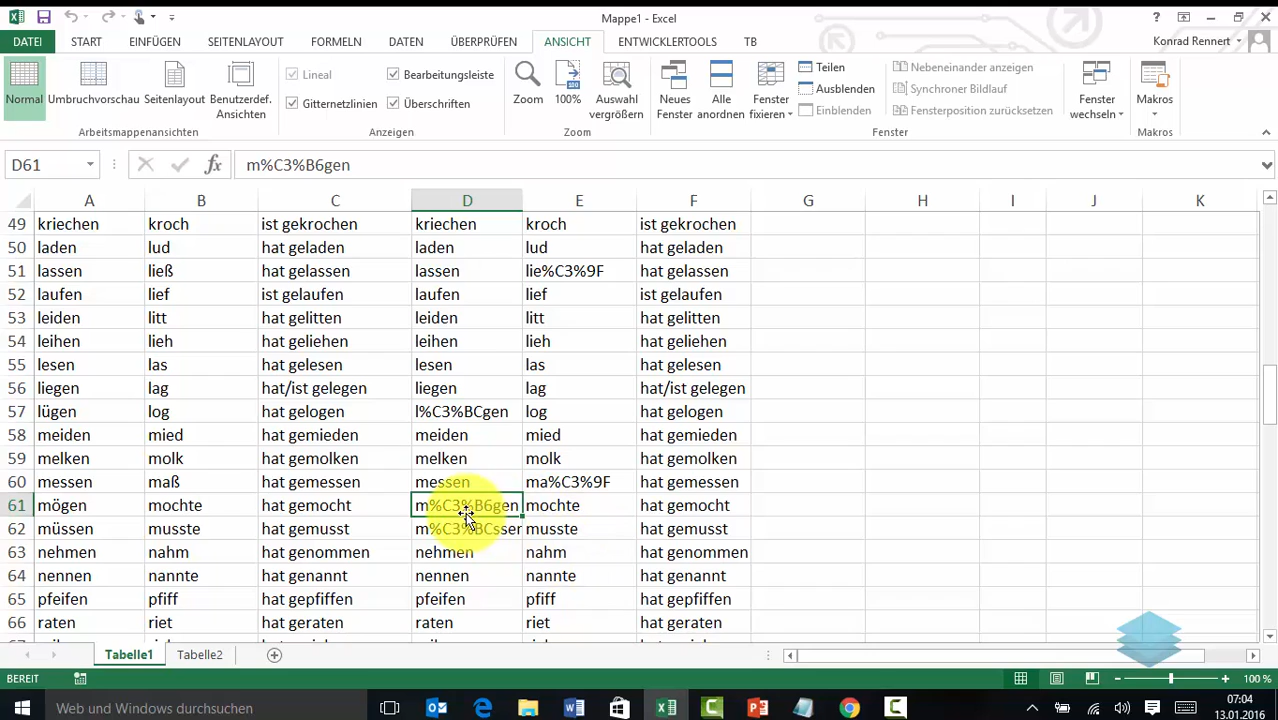 Mappe1 - Excel
?
DATEI START EINFÜGEN SEITENLAYOUT FORMELN DATEN ÜBERPRÜFEN ANSICHT ENTWICKLERTOOLS TB Konrad Rennert
Normal Umbruchvorschau Seitenlayout Benutzerdef. Ansichten
Arbeitsmappenansichten
Lineal Bearbeitungsleiste
Gitternetzlinien Überschriften
Anzeigen
Zoom 100% Auswahl vergrößern
Zoom
Neues Fenster Alle anordnen Fenster fixieren
Teilen Nebeneinander anzeigen
Ausblenden Synchroner Bildlauf
Einblenden Fensterposition zurücksetzen
Fenster wechseln
Fenster
Makros
Makros
D61 fx m%C3%B6gen
A B C D E F G H I J K
49 kriechen kroch ist gekrochen kriechen kroch ist gekrochen
50 laden lud hat geladen laden lud hat geladen
51 lassen ließ hat gelassen lassen lie%C3%9F hat gelassen
52 laufen lief ist gelaufen laufen lief ist gelaufen
53 leiden litt hat gelitten leiden litt hat gelitten
54 leihen lieh hat geliehen leihen lieh hat geliehen
55 lesen las hat gelesen lesen las hat gelesen
56 liegen lag hat/ist gelegen liegen lag hat/ist gelegen
57 lügen log hat gelogen l%C3%BCgen log hat gelogen
58 meiden mied hat gemieden meiden mied hat gemieden
59 melken molk hat gemolken melken molk hat gemolken
60 messen maß hat gemessen messen ma%C3%9F hat gemessen
61 mögen mochte hat gemocht m%C3%B6gen mochte hat gemocht
62 müssen musste hat gemusst m%C3%BCssen musste hat gemusst
63 nehmen nahm hat genommen nehmen nahm hat genommen
64 nennen nannte hat genannt nennen nannte hat genannt
65 pfeifen pfiff hat gepfiffen pfeifen pfiff hat gepfiffen
66 raten riet hat geraten raten riet hat geraten
Tabelle1 Tabelle2
BEREIT 100 %
Web und Windows durchsuchen
07:04
13.01.2016